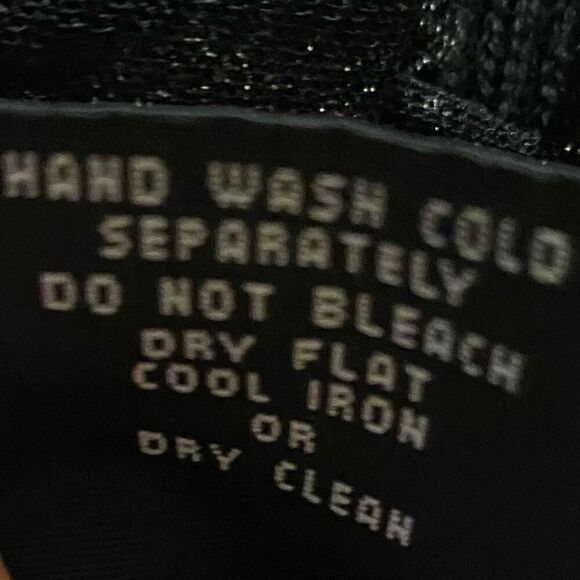 HAND WASH COLD
SEPARATELY
DO NOT BLEACH
DRY FLAT
COOL IRON
OR
DRY CLEAN